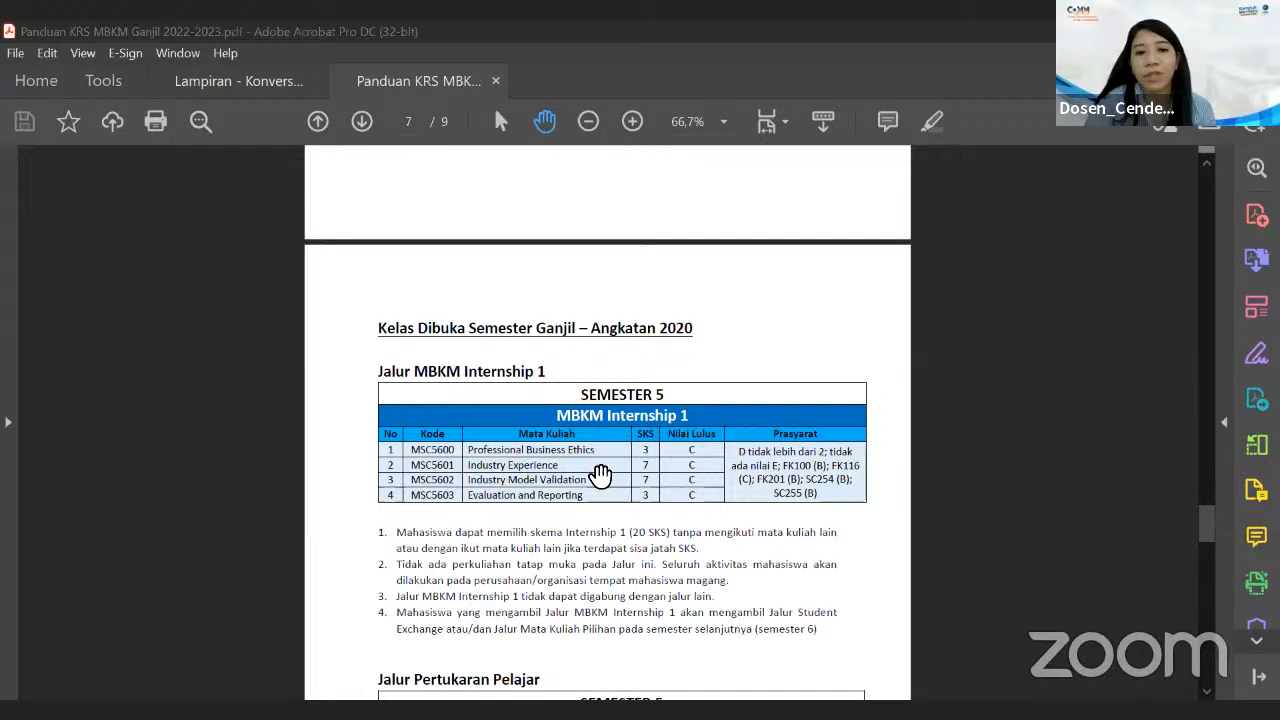 Panduan KRS MBKM Ganjil 2022-2023.pdf - Adobe Acrobat Pro DC (32-bit)
File Edit View E-Sign Window Help
Home Tools Lampiran - Konvers... Panduan KRS MBK... ×
7 / 9 66,7%
COMM
Dosen_Cende...
Kelas Dibuka Semester Ganjil – Angkatan 2020
Jalur MBKM Internship 1
SEMESTER 5
MBKM Internship 1
No Kode Mata Kuliah SKS Nilai Lulus Prasyarat
1 MSC5600 Professional Business Ethics 3 C
2 MSC5601 Industry Experience 7 C
3 MSC5602 Industry Model Validation 7 C
4 MSC5603 Evaluation and Reporting 3 C
D tidak lebih dari 2; tidak
ada nilai E; FK100 (B); FK116
(C); FK201 (B); SC254 (B);
SC255 (B)
1. Mahasiswa dapat memilih skema Internship 1 (20 SKS) tanpa mengikuti mata kuliah lain
atau dengan ikut mata kuliah lain jika terdapat sisa jatah SKS.
2. Tidak ada perkuliahan tatap muka pada Jalur ini. Seluruh aktivitas mahasiswa akan
dilakukan pada perusahaan/organisasi tempat mahasiswa magang.
3. Jalur MBKM Internship 1 tidak dapat digabung dengan jalur lain.
4. Mahasiswa yang mengambil Jalur MBKM Internship 1 akan mengambil Jalur Student
Exchange atau/dan Jalur Mata Kuliah Pilihan pada semester selanjutnya (semester 6)
Jalur Pertukaran Pelajar
SEMESTER 5
zoom